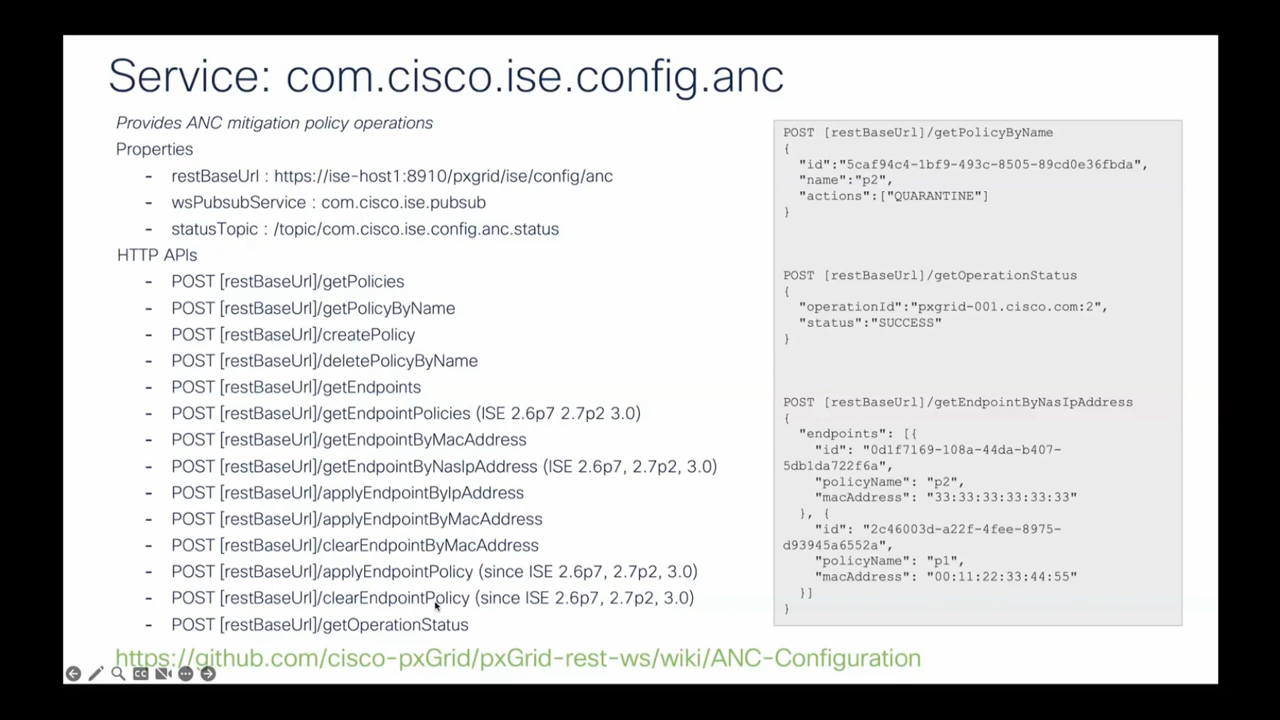 Service: com.cisco.ise.config.anc
Provides ANC mitigation policy operations
Properties
- restBaseUrl : https://ise-host1:8910/pxgrid/ise/config/anc
- wsPubsubService : com.cisco.ise.pubsub
- statusTopic : /topic/com.cisco.ise.config.anc.status
HTTP APIs
- POST [restBaseUrl]/getPolicies
- POST [restBaseUrl]/getPolicyByName
- POST [restBaseUrl]/createPolicy
- POST [restBaseUrl]/deletePolicyByName
- POST [restBaseUrl]/getEndpoints
- POST [restBaseUrl]/getEndpointPolicies (ISE 2.6p7 2.7p2 3.0)
- POST [restBaseUrl]/getEndpointByMacAddress
- POST [restBaseUrl]/getEndpointByNasIpAddress (ISE 2.6p7, 2.7p2, 3.0)
- POST [restBaseUrl]/applyEndpointByIpAddress
- POST [restBaseUrl]/applyEndpointByMacAddress
- POST [restBaseUrl]/clearEndpointByMacAddress
- POST [restBaseUrl]/applyEndpointPolicy (since ISE 2.6p7, 2.7p2, 3.0)
- POST [restBaseUrl]/clearEndpointPolicy (since ISE 2.6p7, 2.7p2, 3.0)
- POST [restBaseUrl]/getOperationStatus
https://github.com/cisco-pxGrid/pxGrid-rest-ws/wiki/ANC-Configuration
CC
POST [restBaseUrl]/getPolicyByName
{
"id":"5caf94c4-1bf9-493c-8505-89cd0e36fbda",
"name":"p2",
"actions":["QUARANTINE"]
}
POST [restBaseUrl]/getOperationStatus
{
"operationId":"pxgrid-001.cisco.com:2",
"status":"SUCCESS"
}
POST [restBaseUrl]/getEndpointByNasIpAddress
{
"endpoints": [{
"id": "0d1f7169-108a-44da-b407-
5db1da722f6a",
"policyName": "p2",
"macAddress": "33:33:33:33:33:33"
}, {
"id": "2c46003d-a22f-4fee-8975-
d93945a6552a",
"policyName": "p1",
"macAddress": "00:11:22:33:44:55"
}]
}